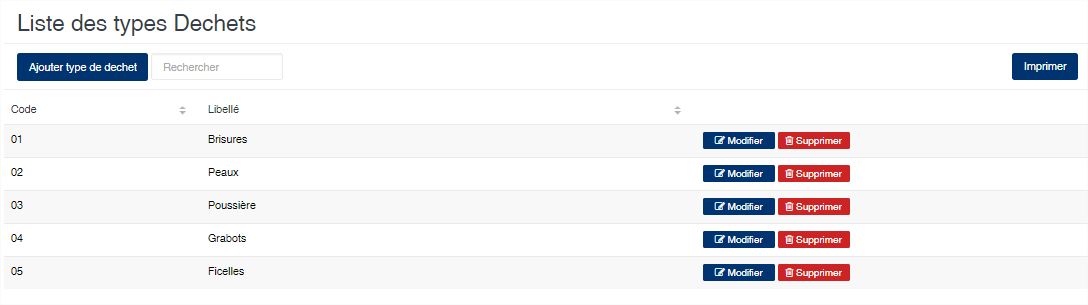 Liste des types Dechets
Ajouter type de dechet Rechercher Imprimer
Code Libellé
01 Brisures Modifier Supprimer
02 Peaux Modifier Supprimer
03 Poussière Modifier Supprimer
04 Grabots Modifier Supprimer
05 Ficelles Modifier Supprimer